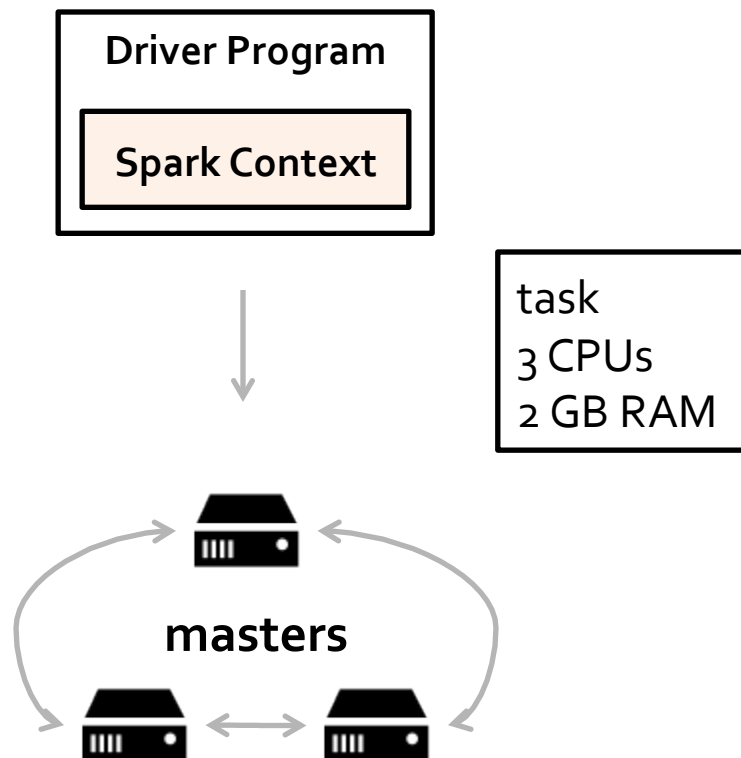 Driver Program
Spark Context
task
3 CPUs
2 GB RAM
masters